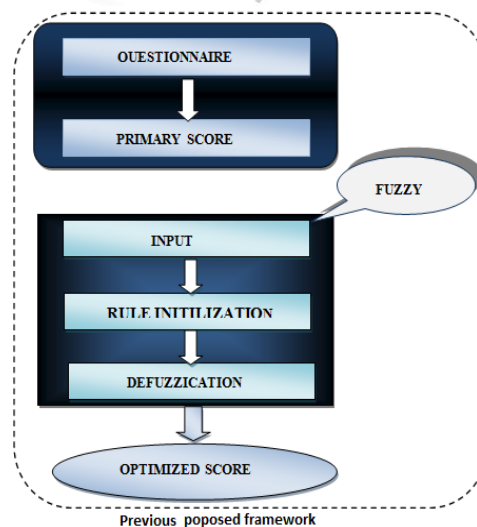 OUESTIONNAIRE
PRIMARY SCORE
FUZZY
INPUT
RULE INITILIZATION
DEFUZZICATION
OPTIMIZED SCORE
Previous poposed framework